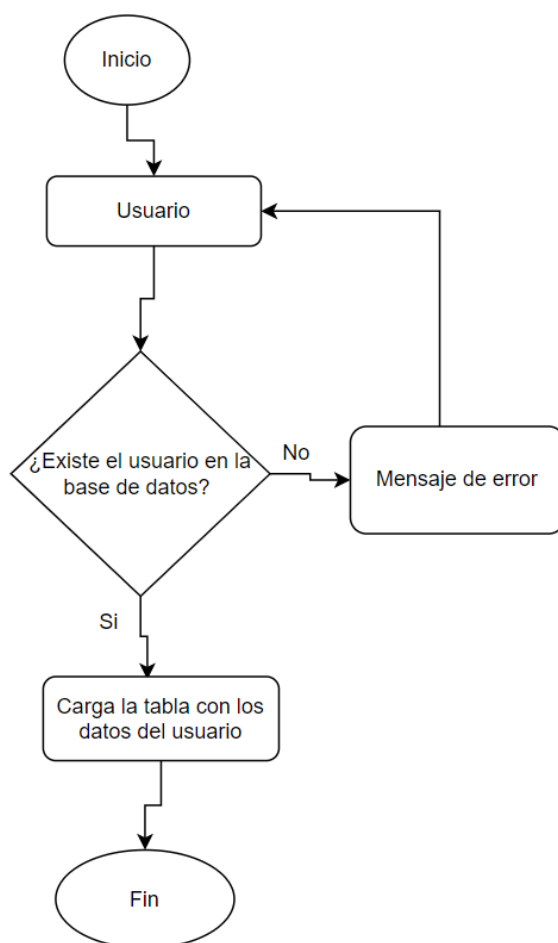 Inicio
Usuario
¿Existe el usuario en la
base de datos?
No
Mensaje de error
Si
Carga la tabla con los
datos del usuario
Fin